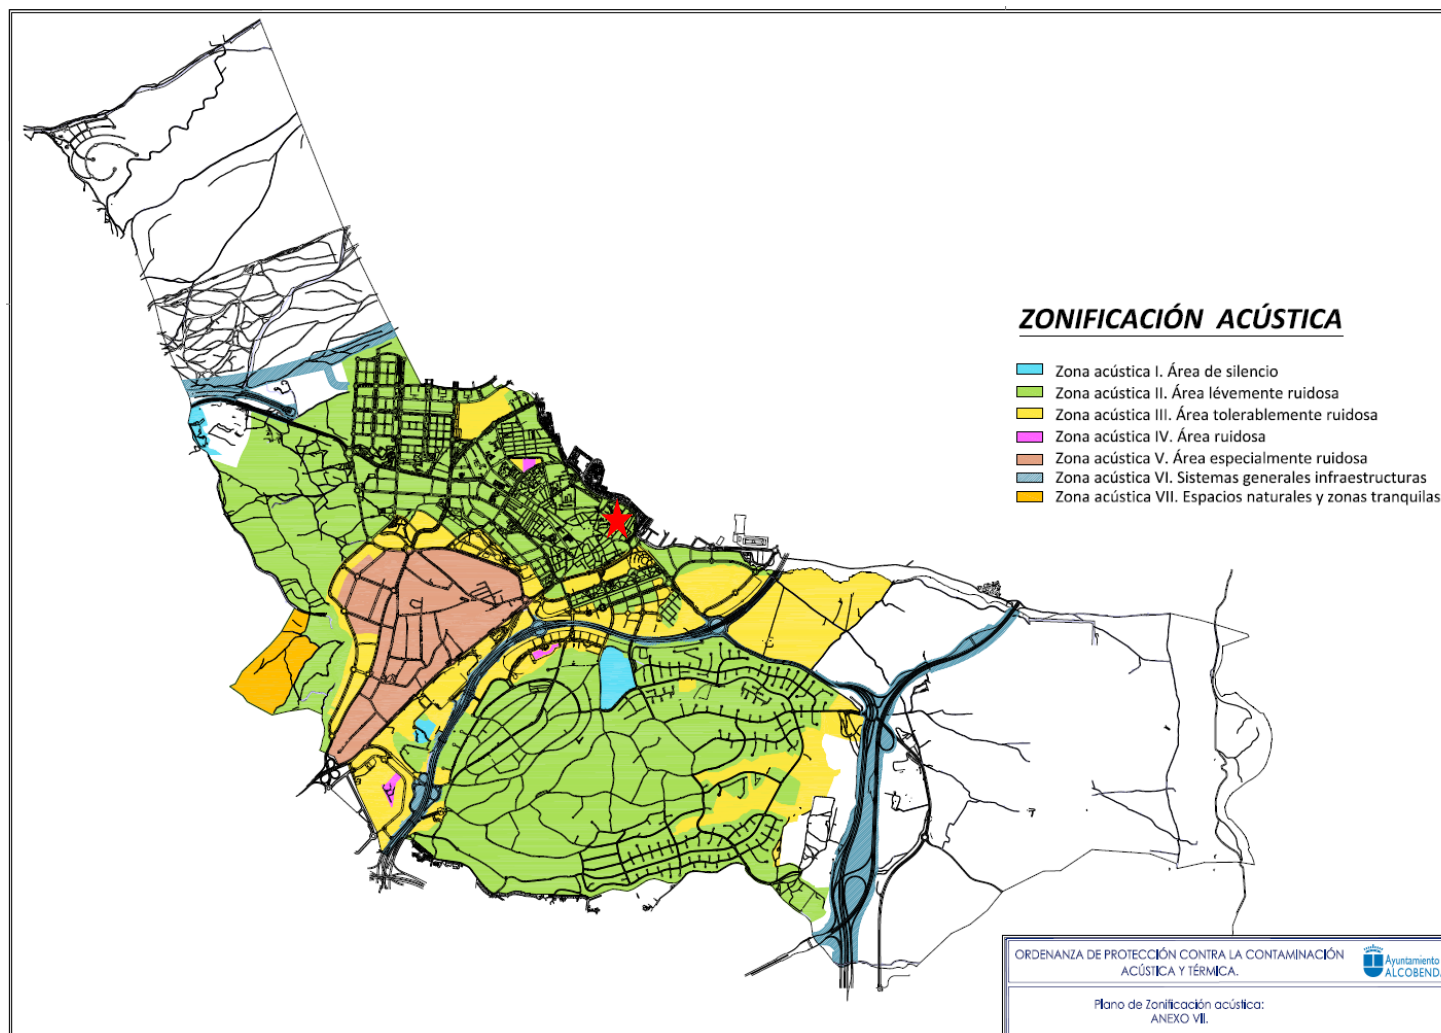 ZONIFICACIÓN ACÚSTICA
Zona acústica I. Área de silencio
Zona acústica II. Área lévemente ruidosa
Zona acústica III. Área tolerablemente ruidosa
Zona acústica IV. Área ruidosa
Zona acústica V. Área especialmente ruidosa
Zona acústica VI. Sistemas generales infraestructuras
Zona acústica VII. Espacios naturales y zonas tranquilas
ORDENANZA DE PROTECCIÓN CONTRA LA CONTAMINACIÓN
ACÚSTICA Y TÉRMICA.
Ayuntamiento
ALCOBENDA
Plano de Zonificación acústica:
ANEXO VII.